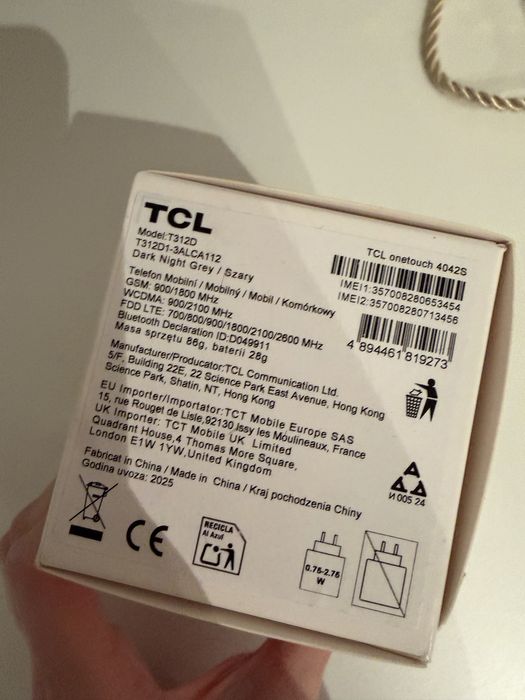 TCL
Model:T312D
T312D1-3ALCA112
Dark Night Grey / Szary
TCL onetouch 4042S
IMEI1:357008280653454
IMEI2:357008280713456
4 894461 819273
Telefon Mobilni / Mobilný / Mobil / Komórkowy
GSM: 900/1800 MHz
WCDMA: 900/2100 MHz
FDD LTE: 700/800/900/1800/2100/2600 MHz
Bluetooth Declaration ID:D049911
Masa sprzętu 86g, baterii 28g
Manufacturer/Producator:TCL Communication Ltd.
5/F, Building 22E, 22 Science Park East Avenue, Hong Kong
Science Park, Shatin, NT, Hong Kong
EU Importer/Importator:TCT Mobile Europe SAS
15, rue Rouget de Lisle,92130 Issy les Moulineaux, France
UK Importer: TCT Mobile UK Limited
Quadrant House,4 Thomas More Square,
London E1W 1YW,United Kingdom
Fabricat in China / Made in China / Kraj pochodzenia Chiny
Godina uvoza: 2025
И 005 24
CE
RECICLA
Al Azul
0.75-2.75
W